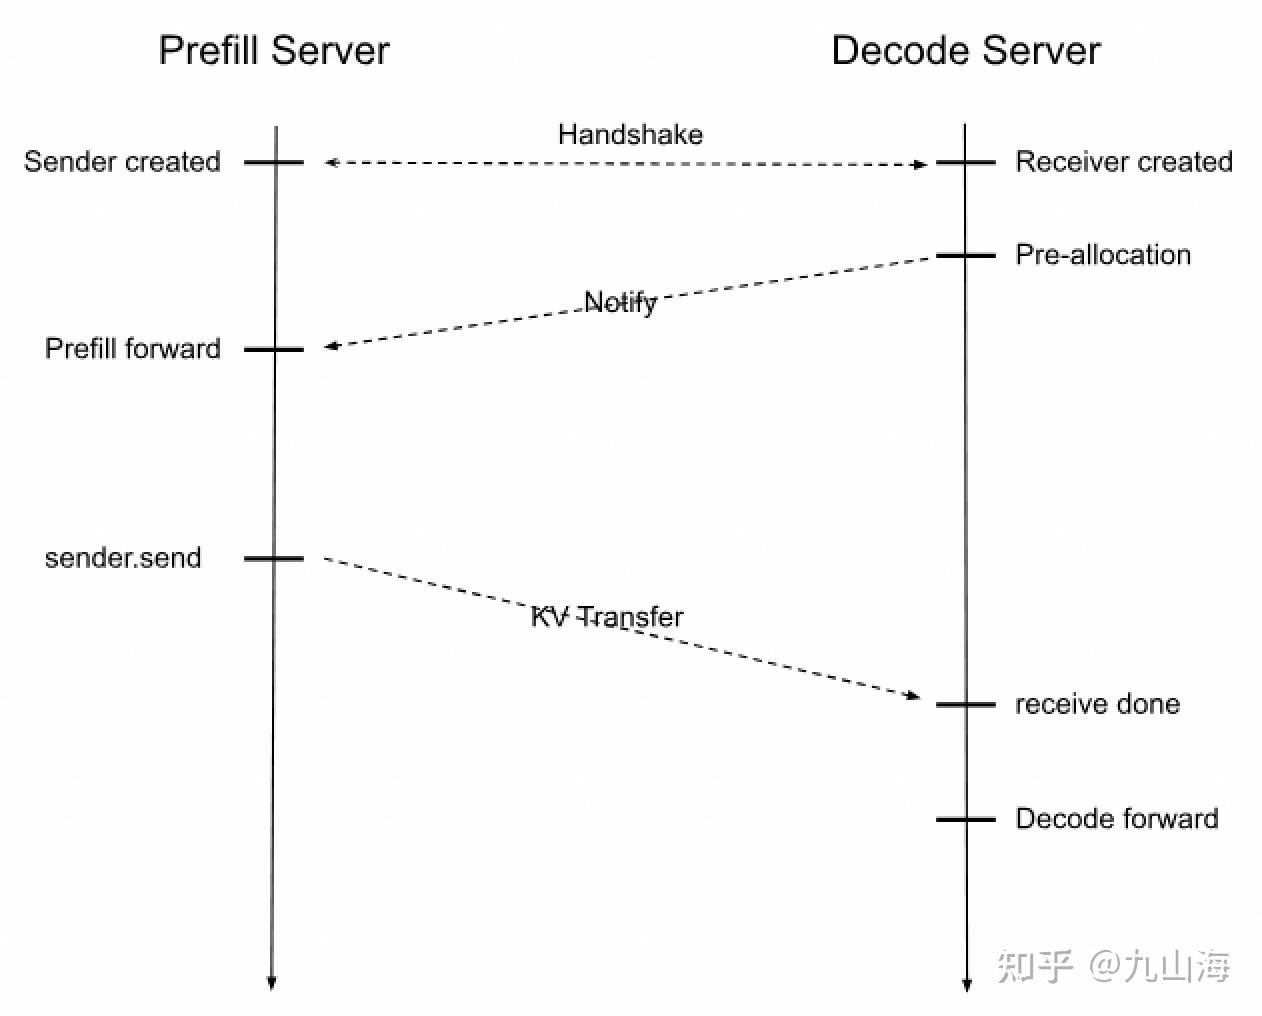 Prefill Server
Decode Server
Handshake
Sender created
Receiver created
Pre-allocation
Notify
Prefill forward
sender.send
KV Transfer
receive done
Decode forward
知乎 @九山海